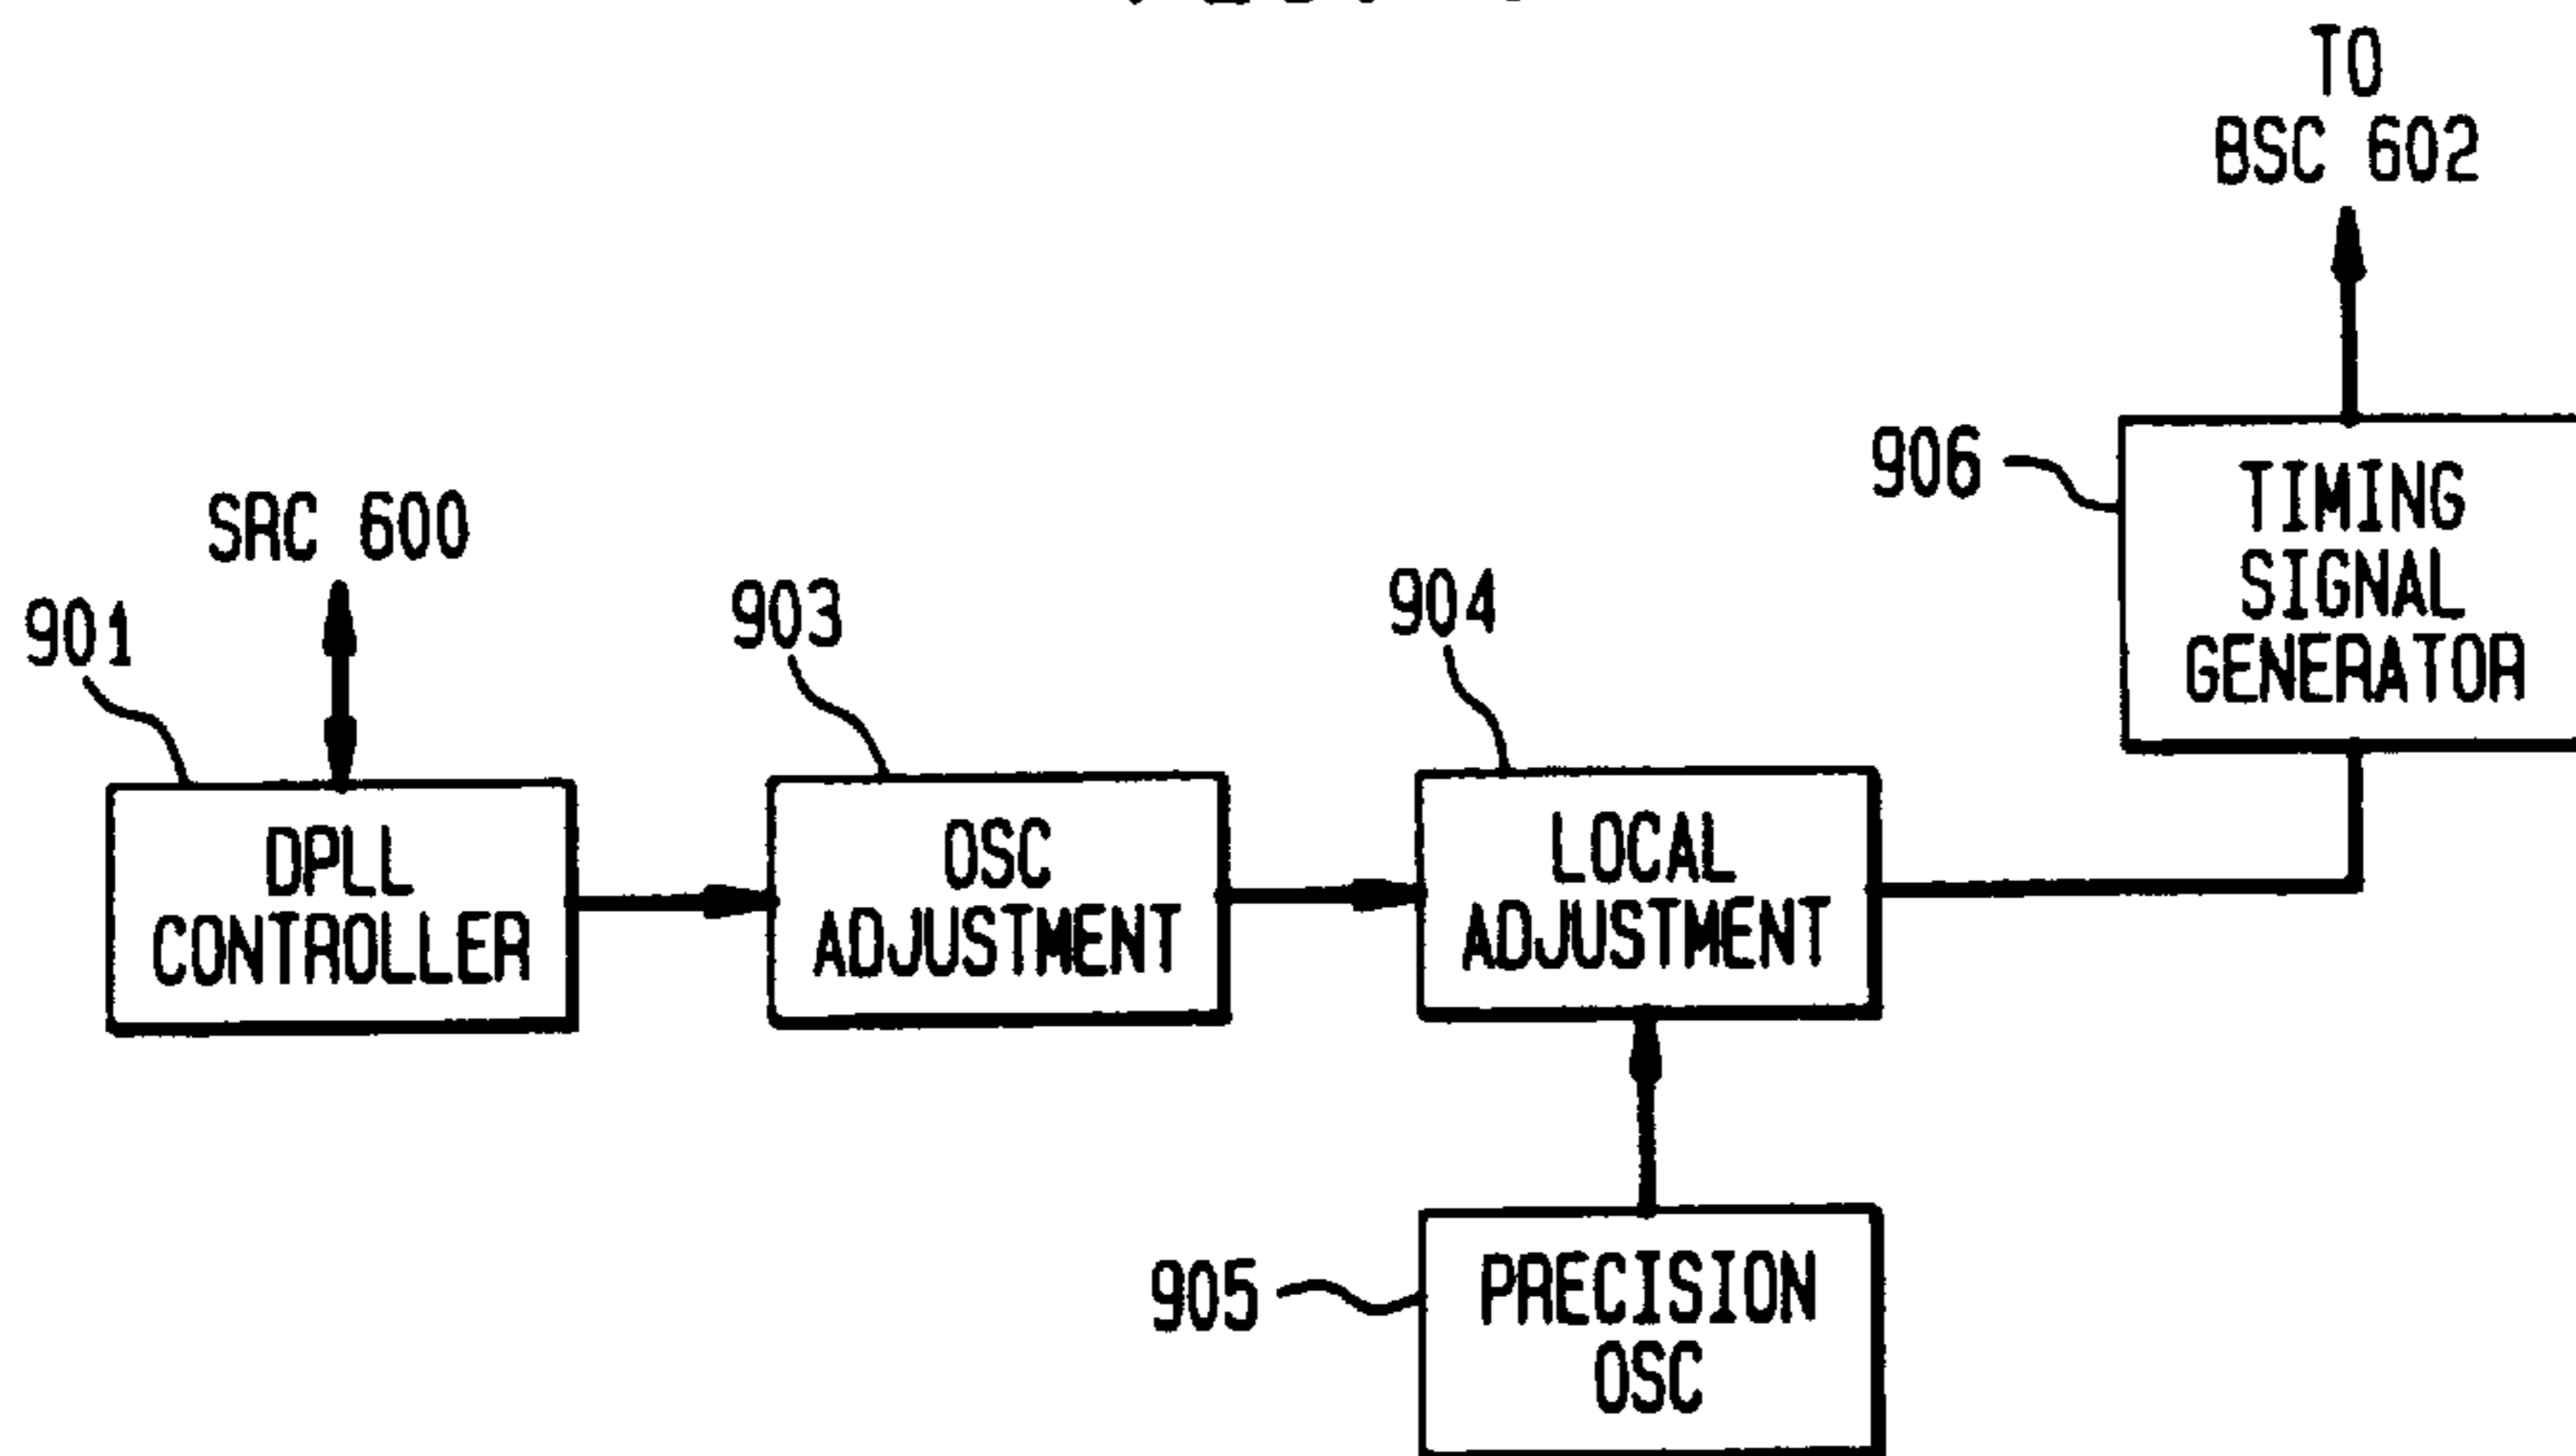 TO
BSC 602
906
TIMING
SIGNAL
GENERATOR
SRC 600
901
903
904
DPLL
CONTROLLER
OSC
ADJUSTMENT
LOCAL
ADJUSTMENT
905
PRECISION
OSC